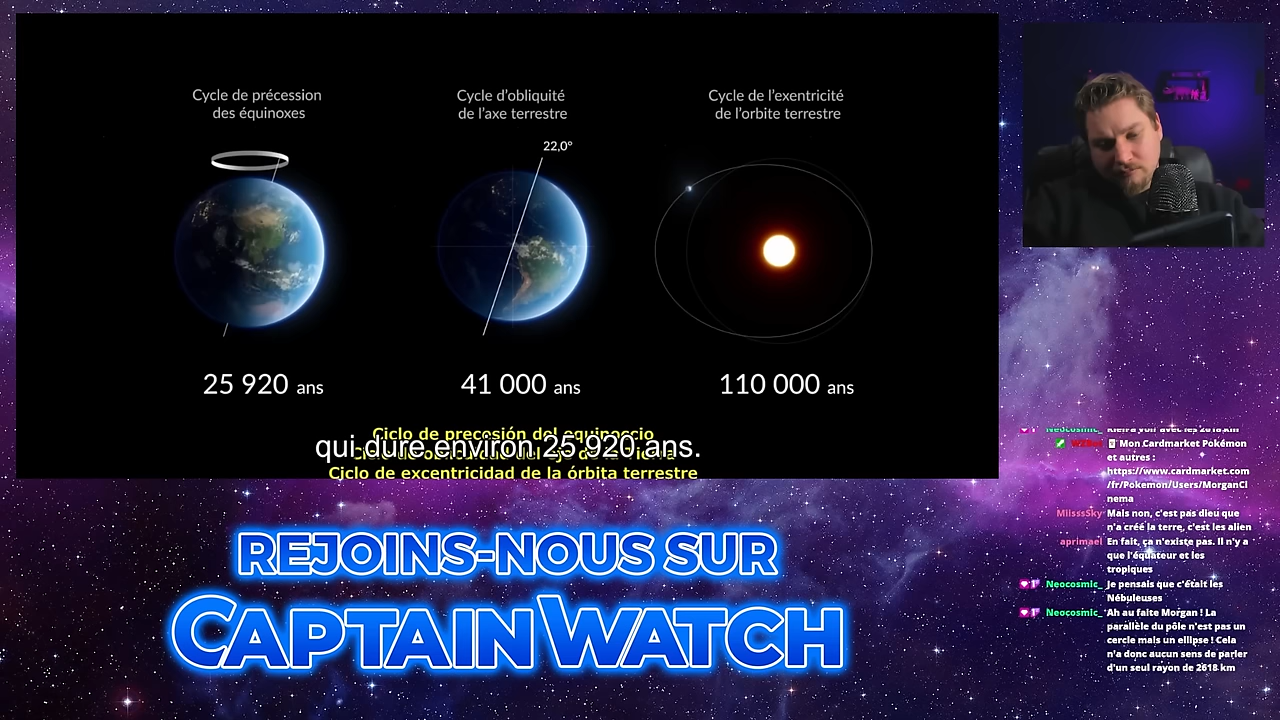 Cycle de précession
des équinoxes
Cycle d'obliquité
de l'axe terrestre
Cycle de l'exentricité
de l'orbite terrestre
22,0°
25 920 ans
41 000 ans
110 000 ans
Ciclo de precosión del equinoccio
qui dure environ 25 920 ans.
Ciclo de excentricidad de la órbita terrestre
REJOINS-NOUS SUR
CAPTAINWATCH
Neocosmic_
Mon Cardmarket Pokémon
et autres :
https://www.cardmarket.com
/fr/Pokemon/Users/MorganCi
nema
MilsssSky Mais non, c'est pas dieu que
n'a créé la terre, c'est les alien
aprimael En fait, ça n'existe pas. Il n'y a
que l'équateur et les
tropiques
Neocosmic_ Je pensais que c'était les
Nébuleuses
Neocosmic_ Ah au faite Morgan ! La
parallèle du pôle n'est pas un
cercle mais un ellipse ! Cela
n'a donc aucun sens de parler
d'un seul rayon de 2618 km